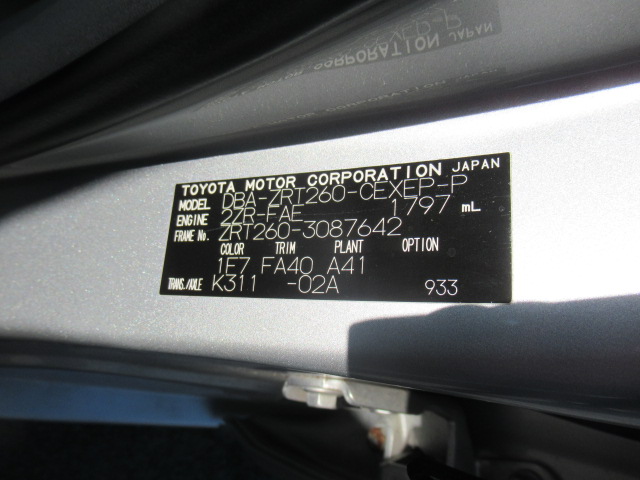 TOYOTA MOTOR CORPORATION JAPAN
MODEL DBA-ZRT260-CEXEP-P
ENGINE 2ZR-FAE 1797 mL
FRAME No. ZRT260-3087642
COLOR TRIM PLANT OPTION
1E7 FA40 A41
TRANS./AXLE K311 -02A 933